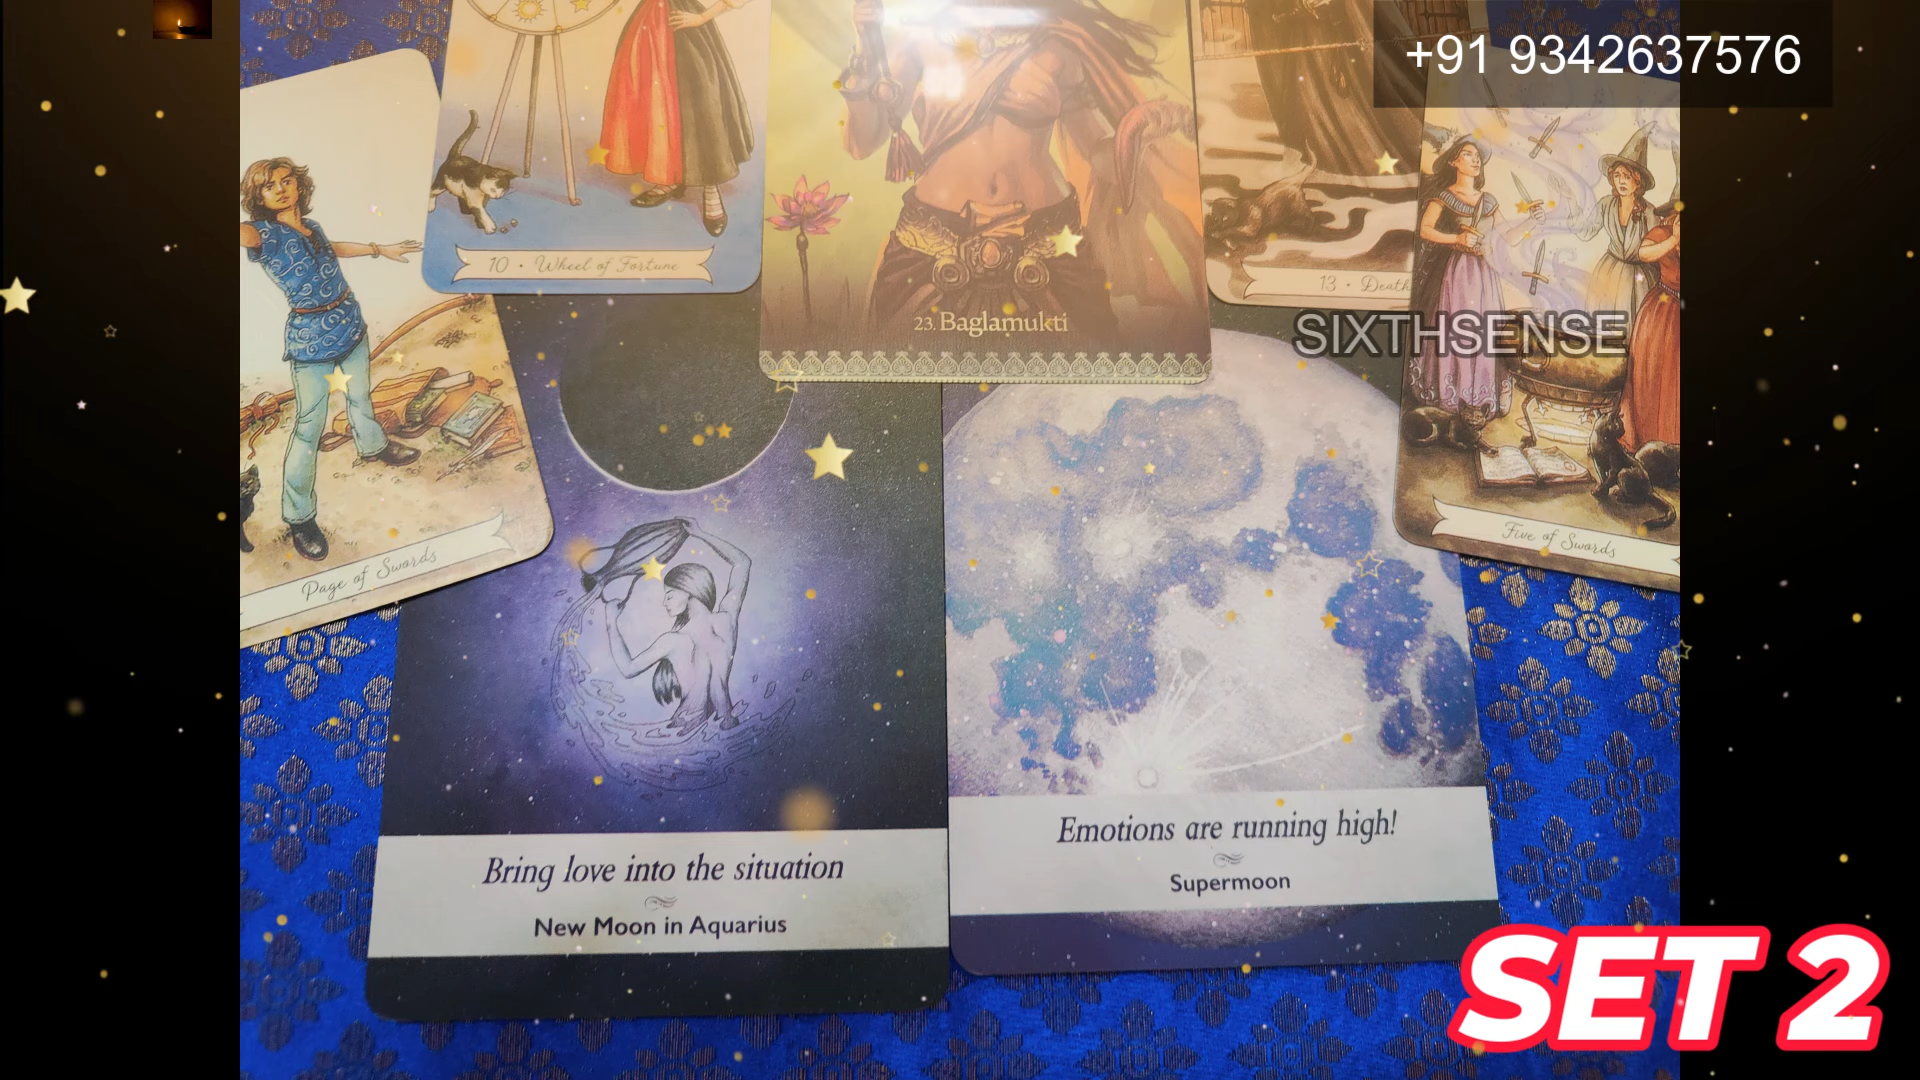 +91 9342637576
10 • Wheel of Fortune
13 • Death
23. Baglamukti
SIXTHSENSE
Five of Swords
Page of Swords
Emotions are running high!
Supermoon
Bring love into the situation
New Moon in Aquarius
SET 2